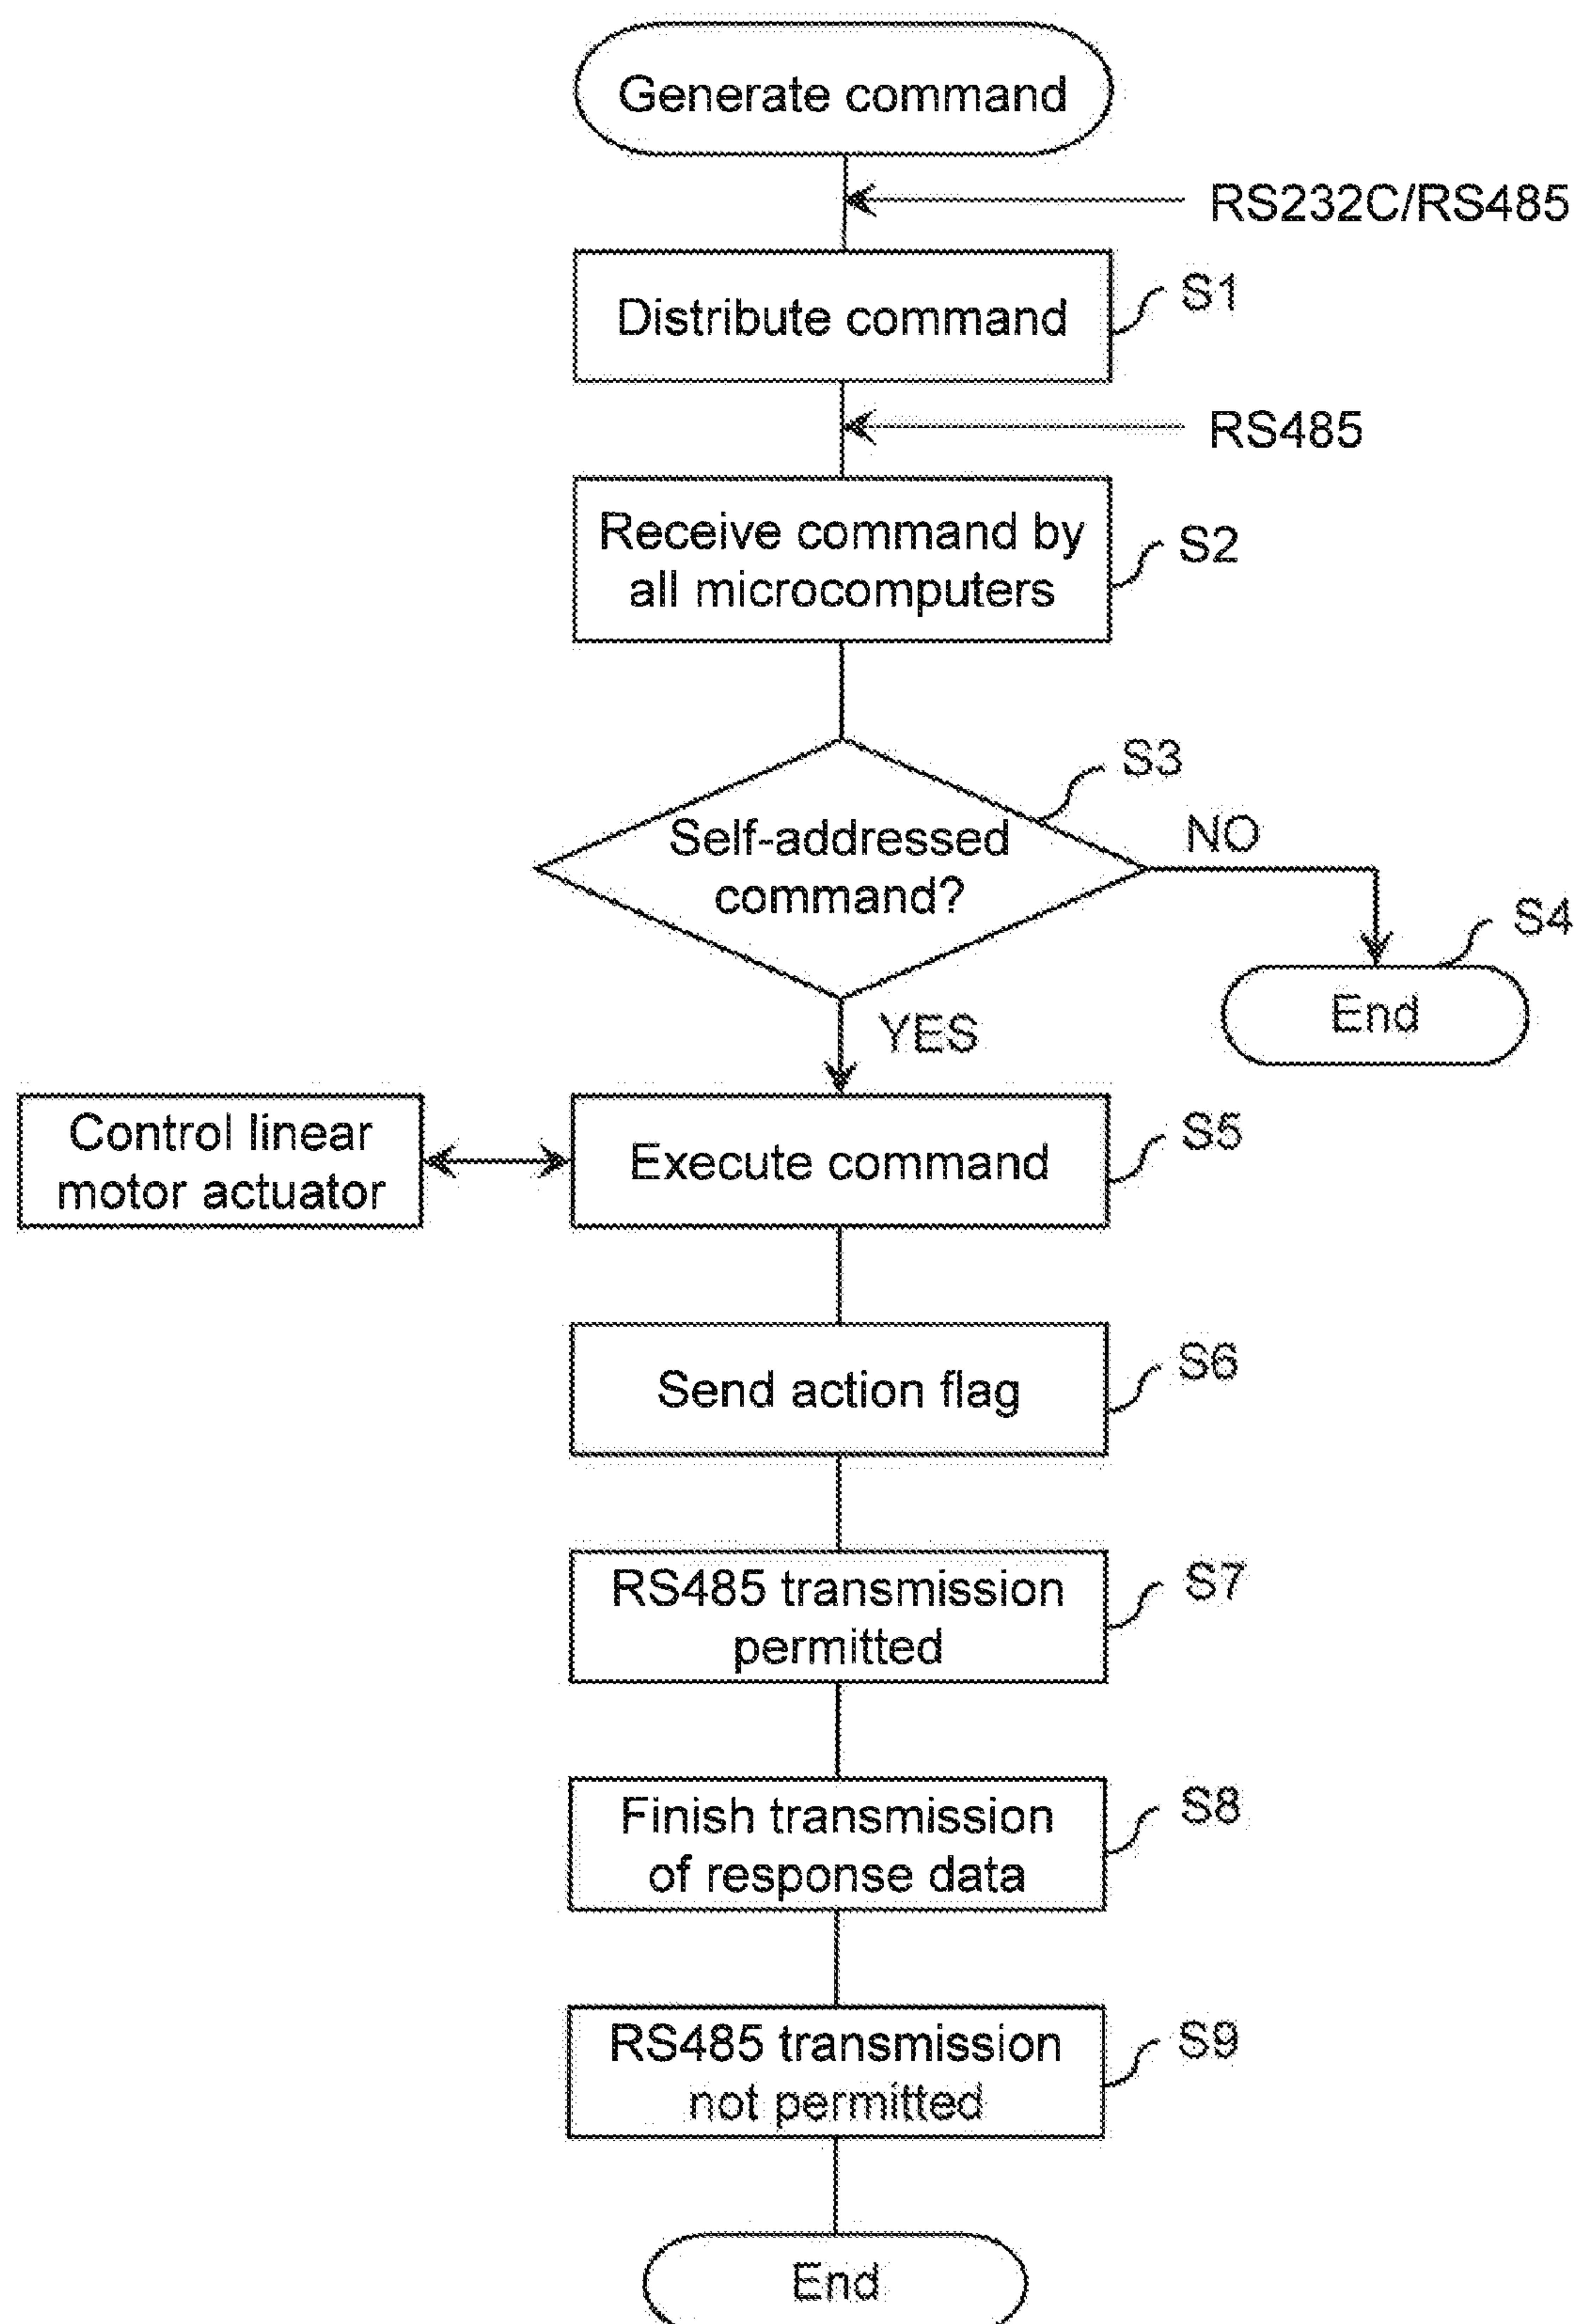 Generate command
RS232C/RS485
Distribute command
S1
RS485
Receive command by
all microcomputers
S2
S3
Self-addressed
command?
NO
S4
End
YES
Control linear
motor actuator
Execute command
S5
Send action flag
S6
RS485 transmission
permitted
S7
Finish transmission
of response data
S8
RS485 transmission
not permitted
S9
End